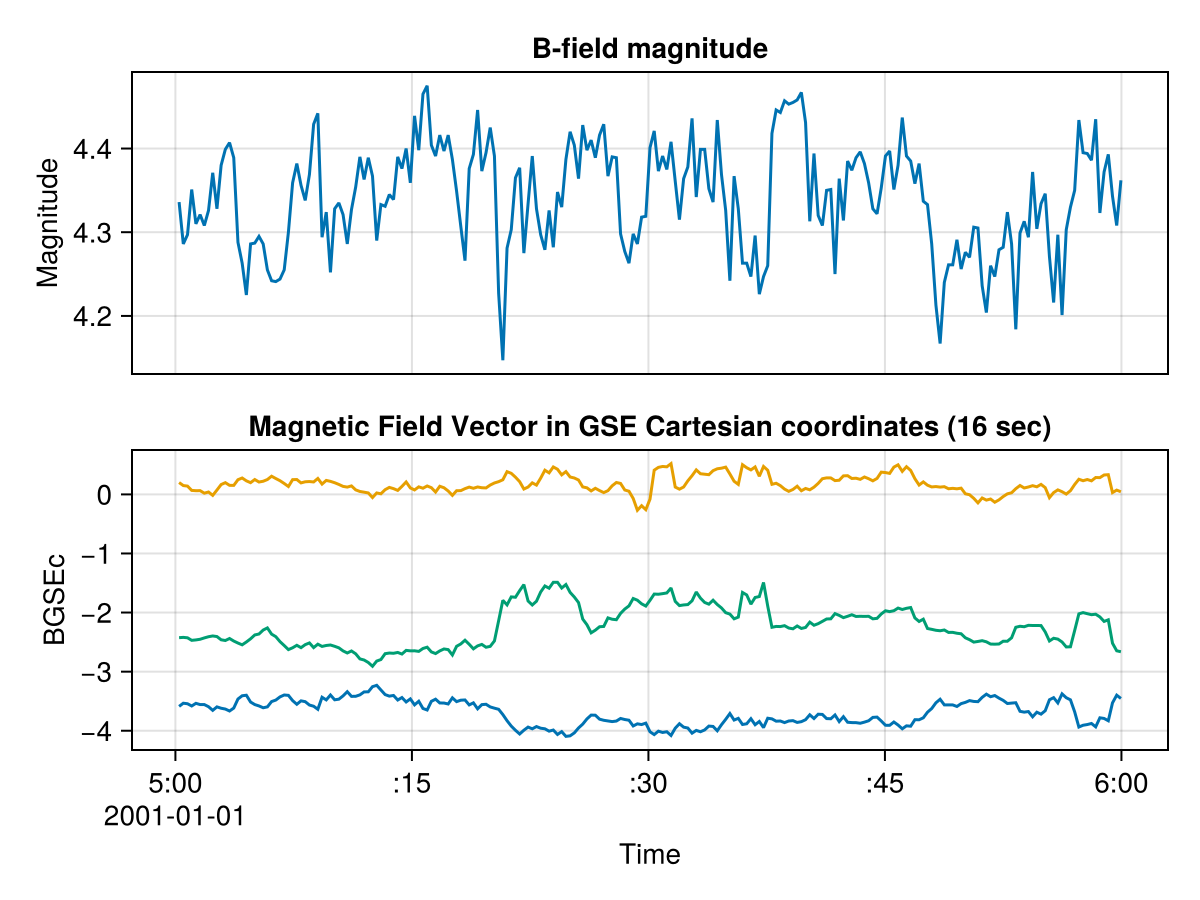 B-field magnitude
Magnitude
4.4
4.3
4.2
Magnetic Field Vector in GSE Cartesian coordinates (16 sec)
BGSEc
0
−1
−2
−3
−4
5:00 :15 :30 :45 6:00
2001-01-01
Time